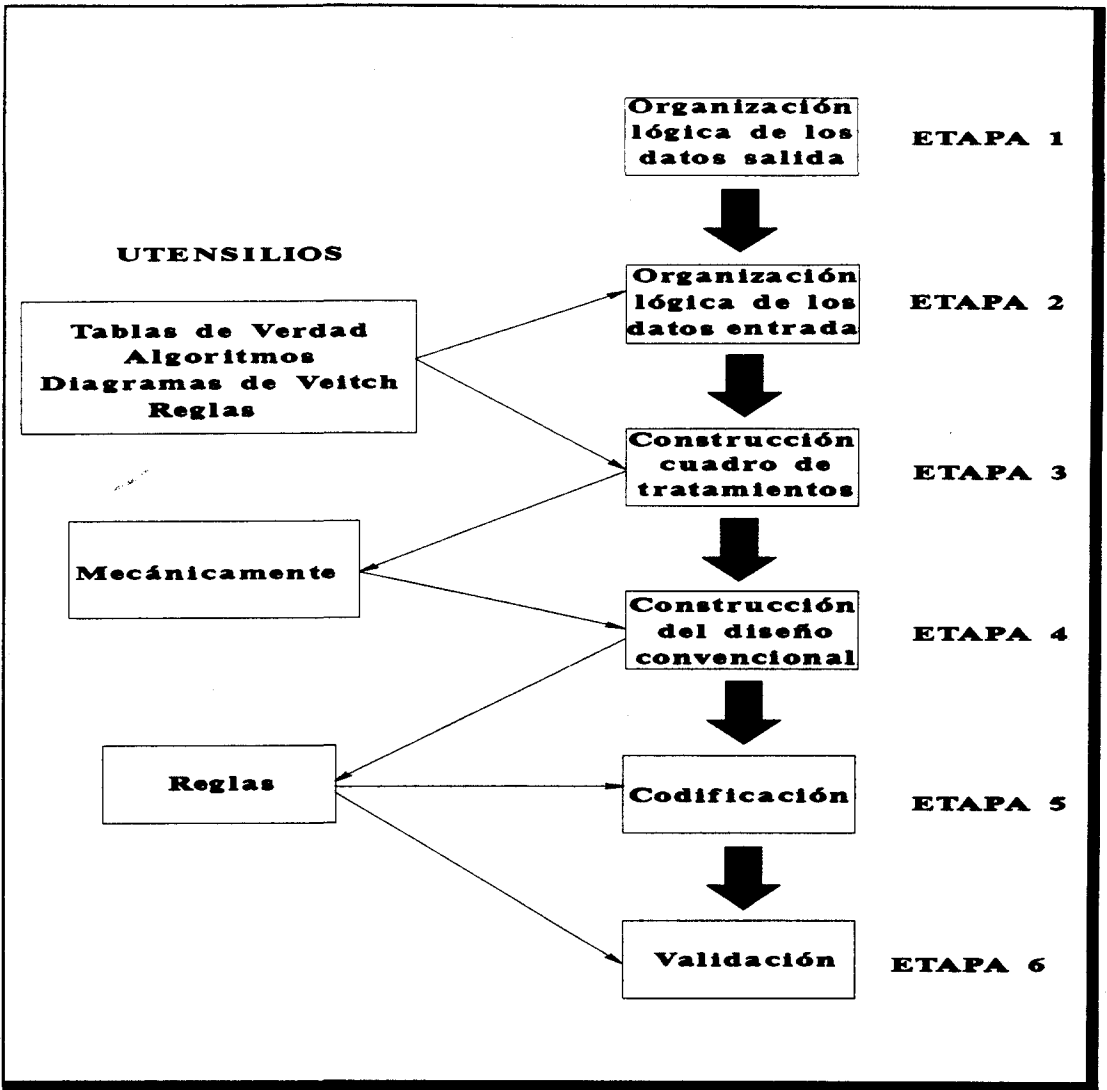 Organización
lógica de los
datos salida
ETAPA 1
UTENSILIOS
Organización
lógica de los
datos entrada
ETAPA 2
Tablas de Verdad
Algoritmos
Diagramas de Veitch
Reglas
Construcción
cuadro de
tratamientos
ETAPA 3
Mecánicamente
Construcción
del diseño
convencional
ETAPA 4
Reglas
Codificación
ETAPA 5
Validación
ETAPA 6